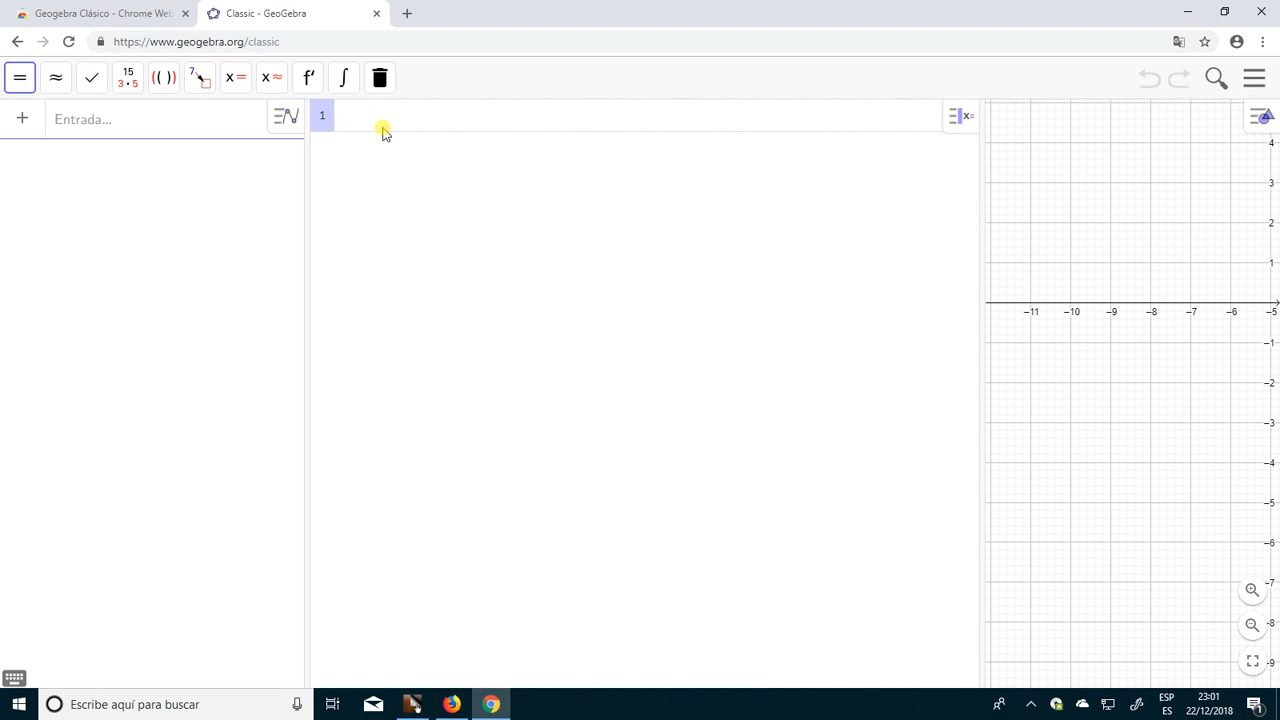 Geogebra Clásico - Chrome Web
Classic - GeoGebra
https://www.geogebra.org/classic
= ≈ ✓ 15 3·5 (( )) 7 x= x≈ f′ ∫
Entrada...
1
x=
4
3
2
1
−11 −10 −9 −8 −7 −6 −5
−1
−2
−3
−4
−5
−6
−7
−8
−9
Escribe aquí para buscar
ESP
ES
23:01
22/12/2018
1